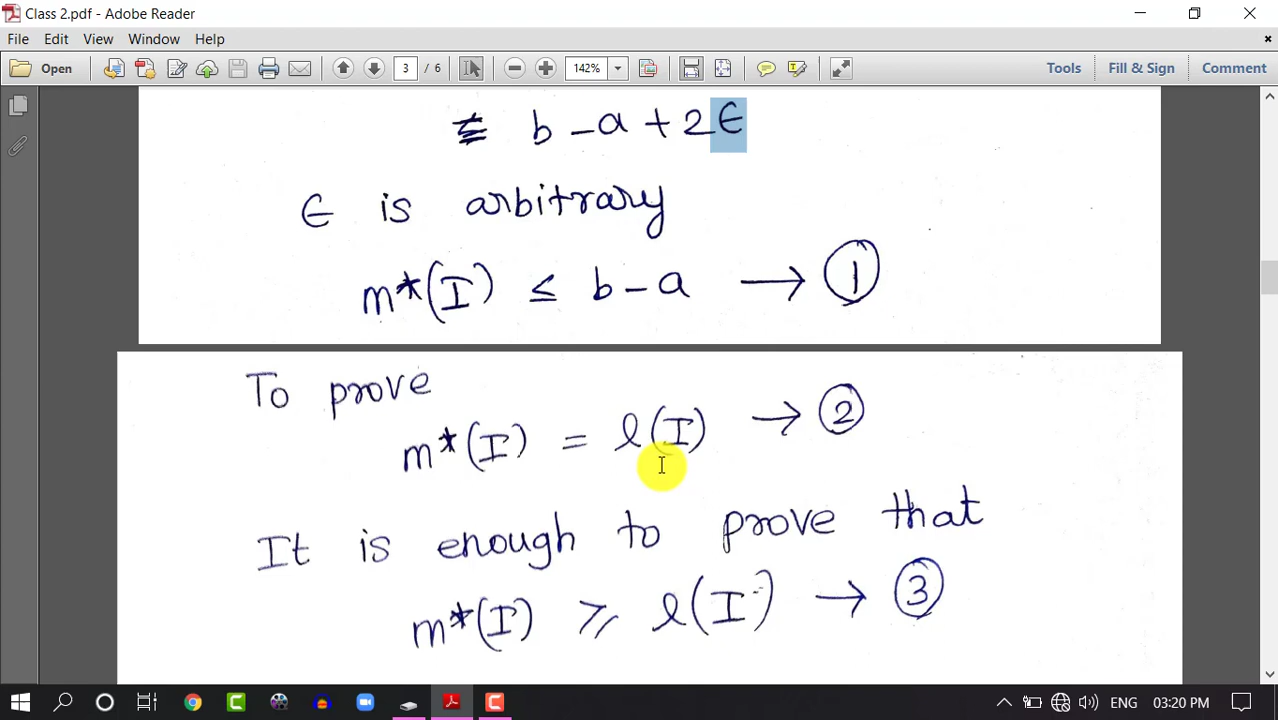 Class 2.pdf - Adobe Reader
File Edit View Window Help
Open 3 / 6 142% Tools Fill & Sign Comment
≤ b - a + 2 ∈
∈ is arbitrary
m*(I) ≤ b - a → ①
To prove
m*(I) = l(I) → ②
It is enough to prove that
m*(I) ≥ l(I) → ③
ENG 03:20 PM